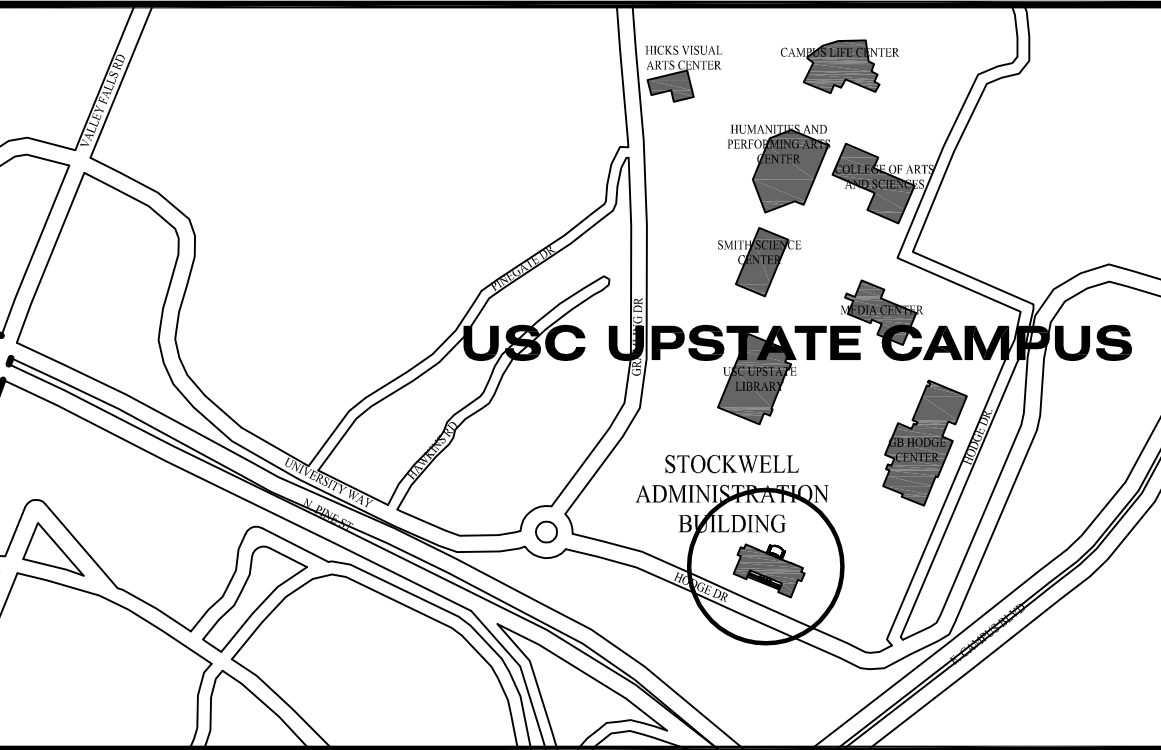 HICKS VISUAL
ARTS CENTER
CAMPUS LIFE CENTER
VALLEY FALLS RD
HUMANITIES AND
PERFORMING ARTS
CENTER
COLLEGE OF ARTS
AND SCIENCES
SMITH SCIENCE
CENTER
PINEGATE DR
MEDIA CENTER
GRAMLING DR
USC UPSTATE CAMPUS
USC UPSTATE
LIBRARY
HODGE DR.
HAWKINS RD
GB HODGE
CENTER
UNIVERSITY WAY
N. PINE ST
STOCKWELL
ADMINISTRATION
BUILDING
HODGE DR
E. CAMPUS BLVD